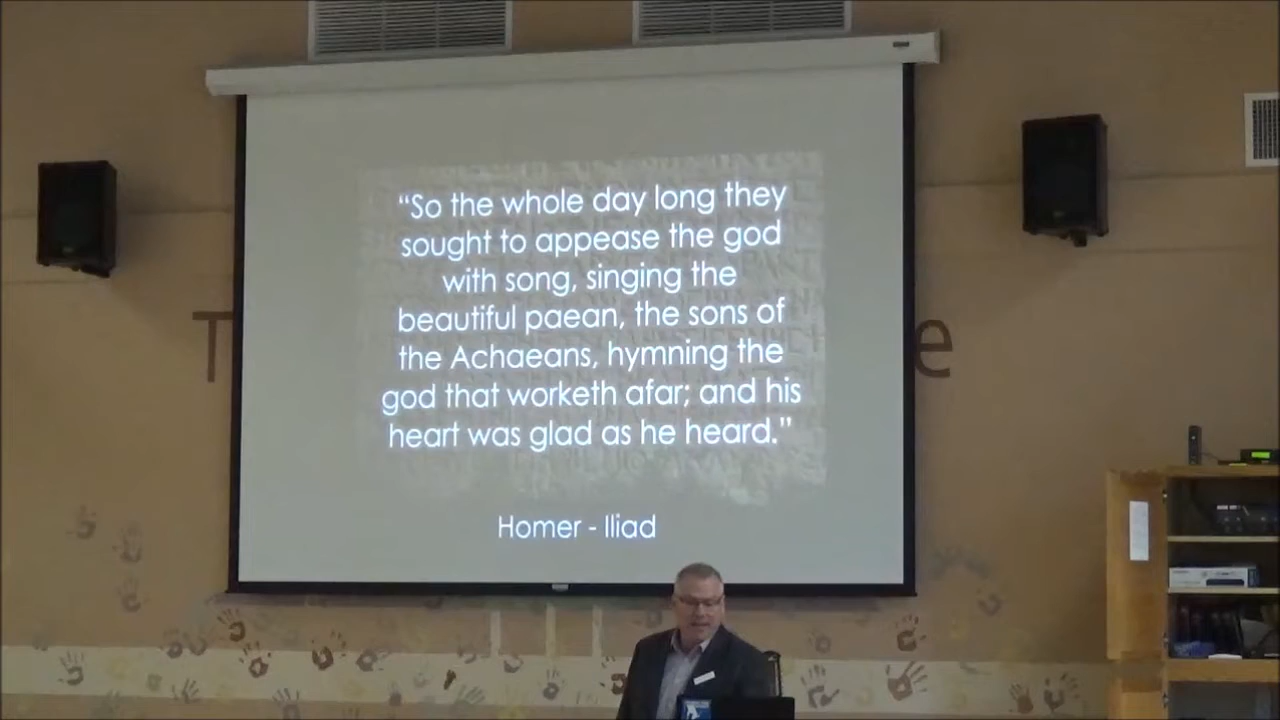 “So the whole day long they
sought to appease the god
with song, singing the
beautiful paean, the sons of
the Achaeans, hymning the
god that worketh afar; and his
heart was glad as he heard.”
Homer - Iliad
T
e